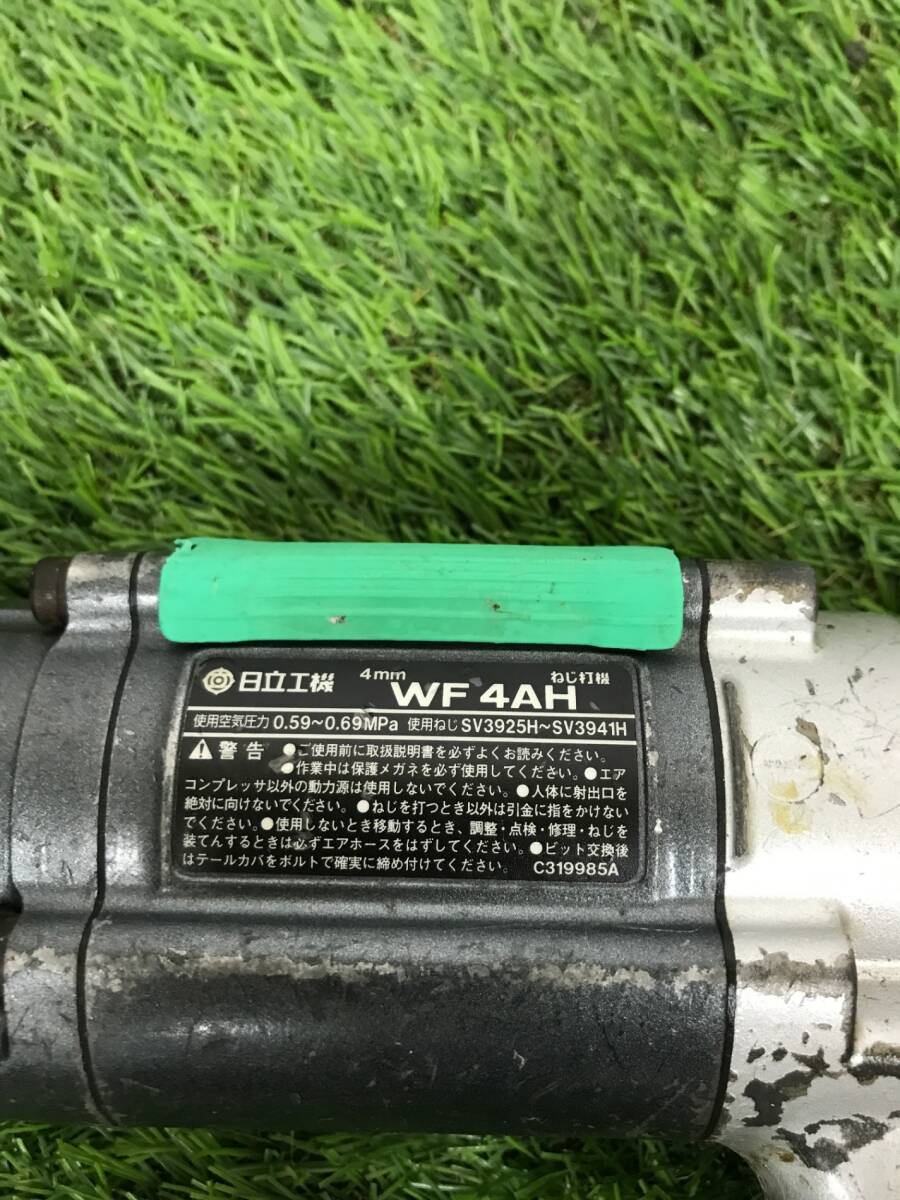 日立工機 4mm WF 4AH ねじ打機
使用空気圧力 0.59~0.69MPa 使用ねじ SV3925H~SV3941H
警告 ●ご使用前に取扱説明書を必ずよくお読みください。
●作業中は保護メガネを必ず使用してください。●エア
コンプレッサ以外の動力源は使用しないでください。●人体に射出口を
絶対に向けないでください。●ねじを打つとき以外は引金に指をかけない
でください。●使用しないとき移動するとき、調整・点検・修理・ねじを
装てんするときは必ずエアホースをはずしてください。●ビット交換後
はテールカバをボルトで確実に締め付けてください。 C319985A